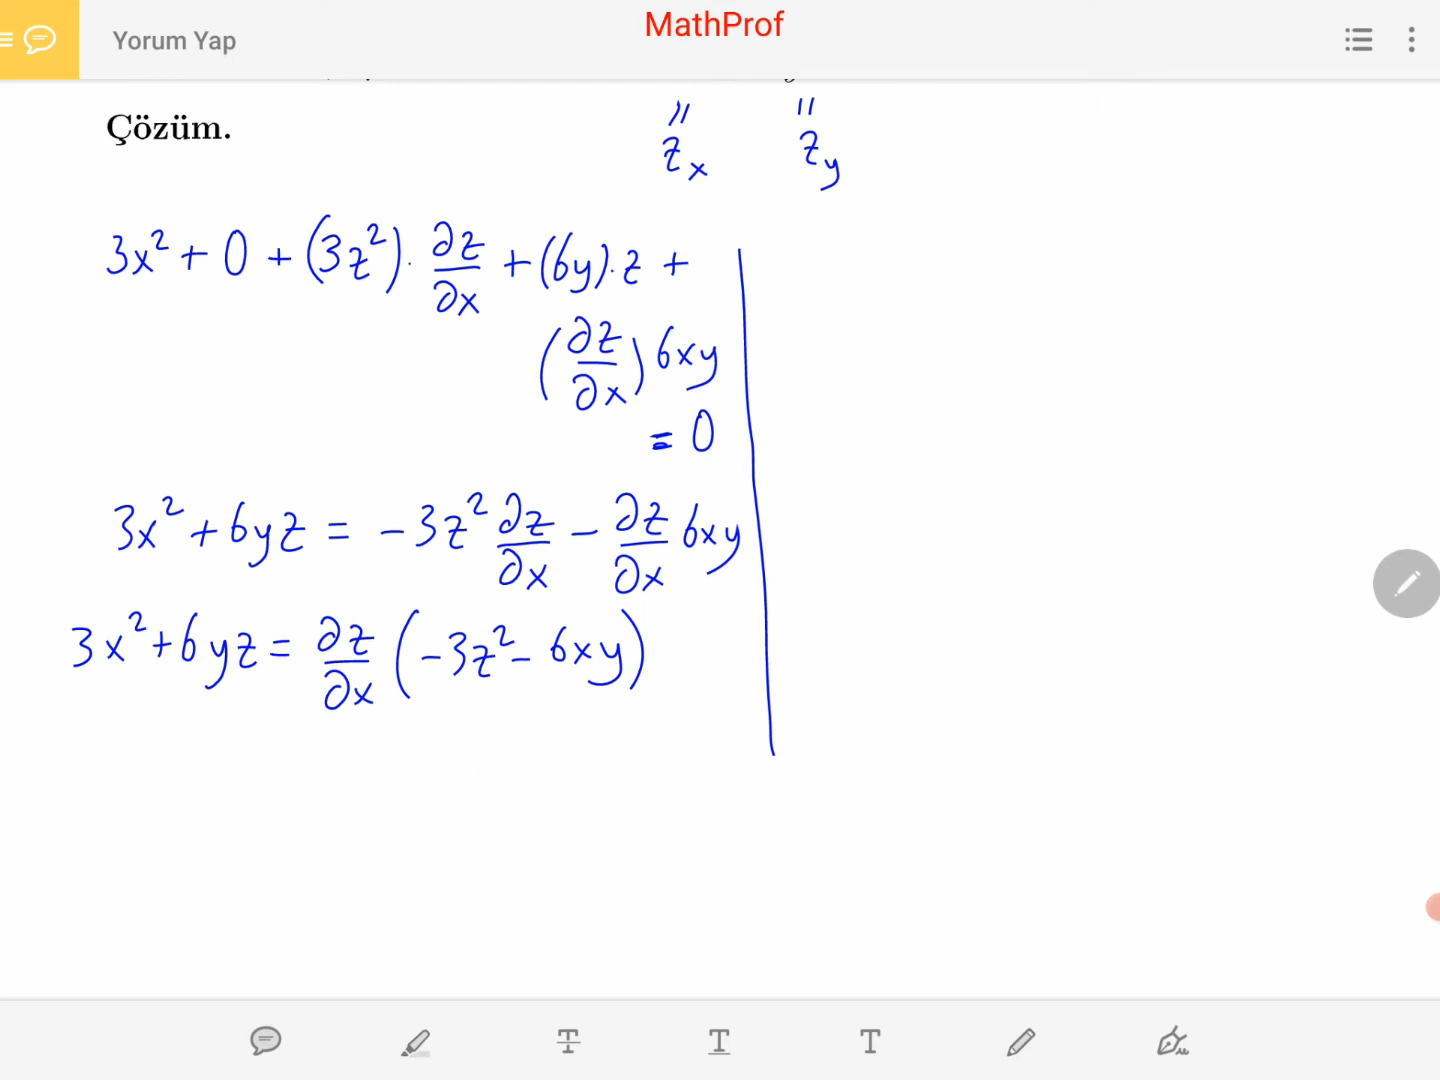 MathProf
Yorum Yap
Çözüm.
= z_x = z_y
3x² + 0 + (3z²) · ∂z/∂x + (6y) · z +
(∂z/∂x) 6xy
= 0
3x² + 6yz = -3z² ∂z/∂x - ∂z/∂x 6xy
3x² + 6yz = ∂z/∂x (-3z² - 6xy)